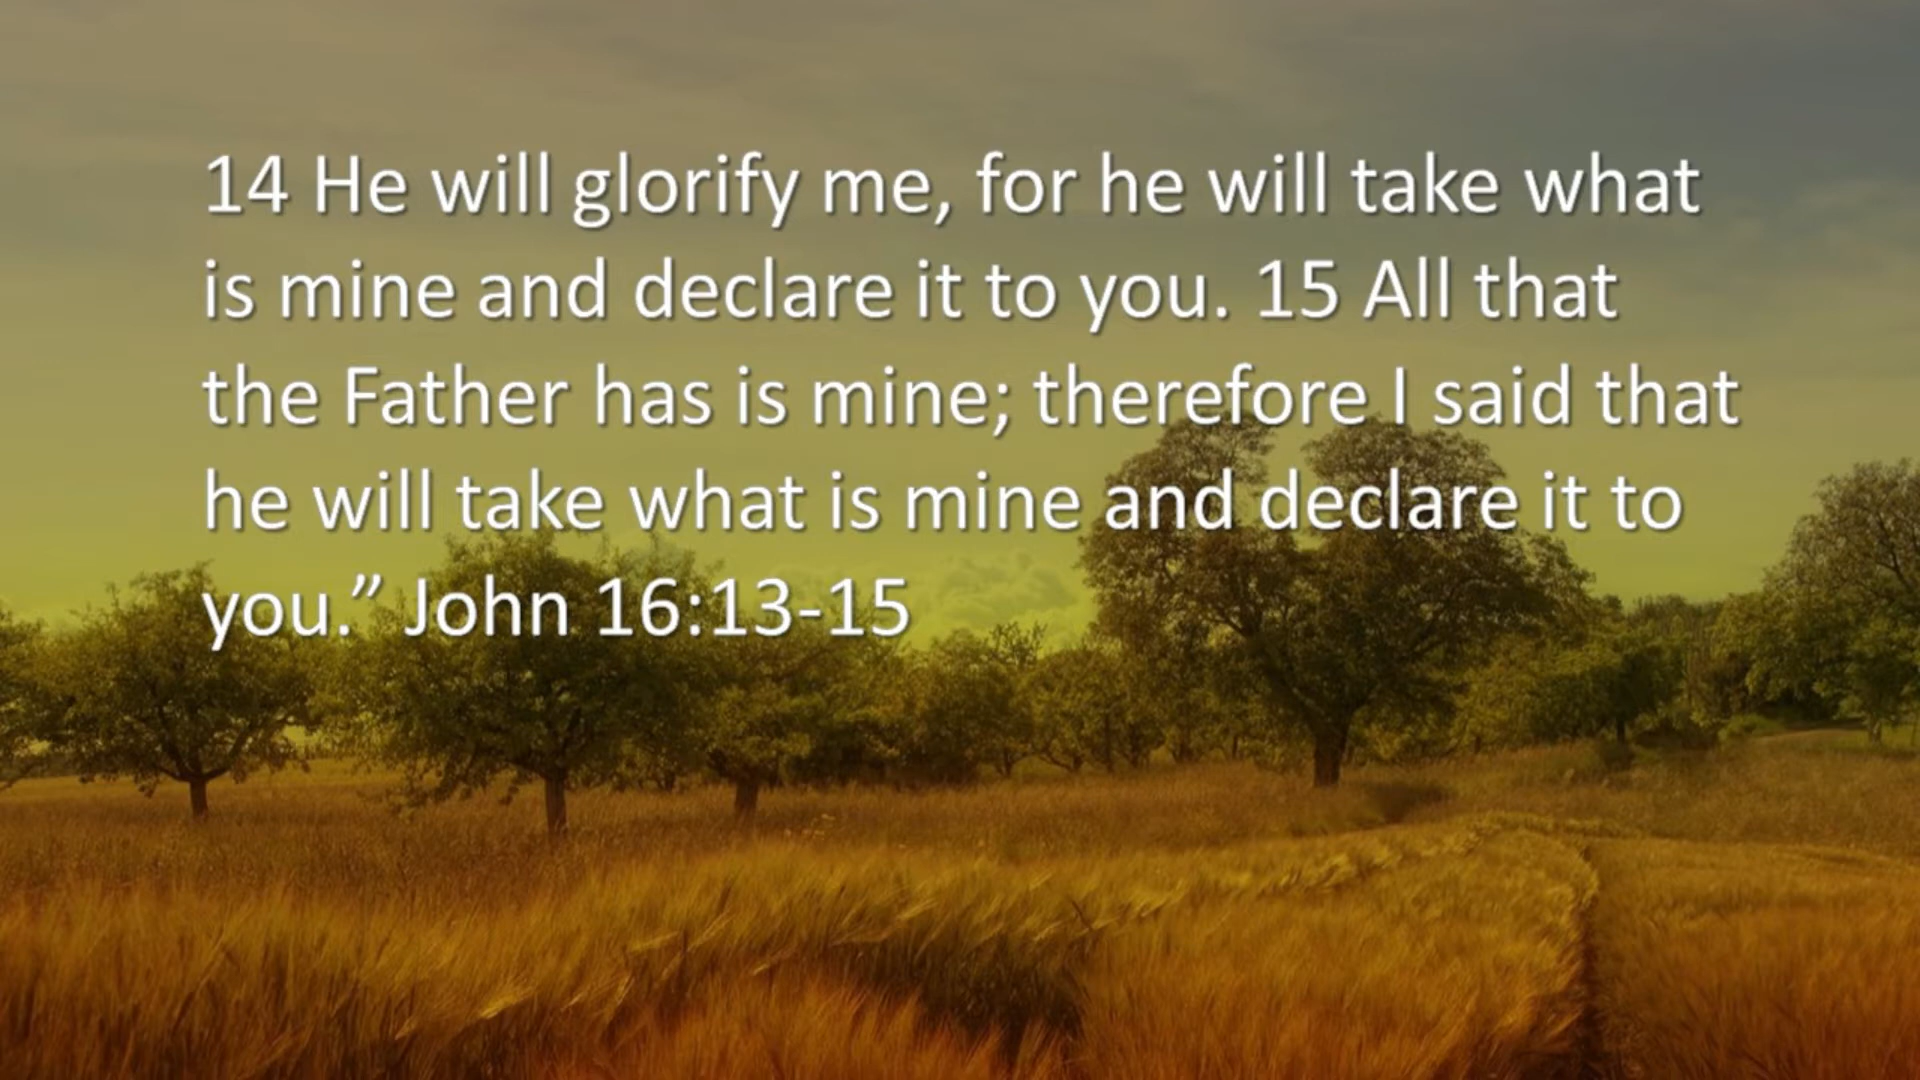 14 He will glorify me, for he will take what
is mine and declare it to you. 15 All that
the Father has is mine; therefore I said that
he will take what is mine and declare it to
you.” John 16:13-15